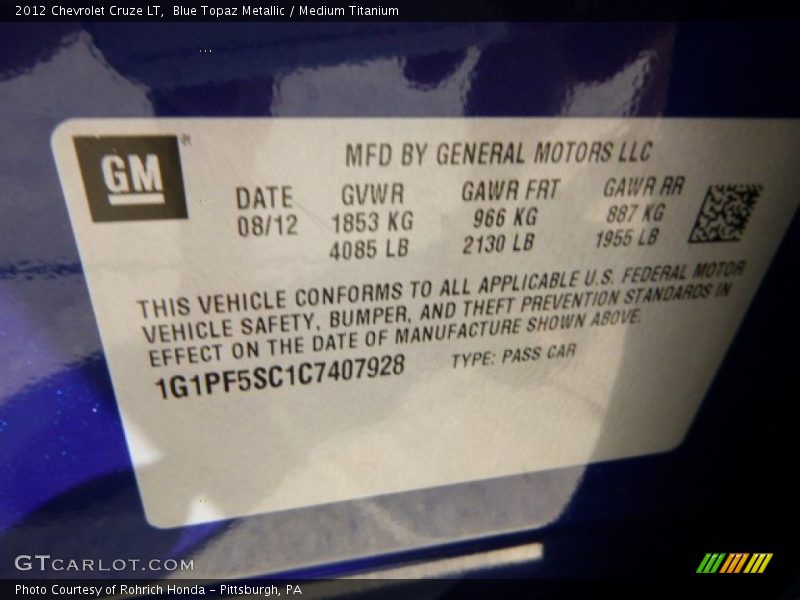 2012 Chevrolet Cruze LT,  Blue Topaz Metallic / Medium Titanium
GM
MFD BY GENERAL MOTORS LLC
DATE GVWR GAWR FRT GAWR RR
08/12 1853 KG 966 KG 887 KG
4085 LB 2130 LB 1955 LB
THIS VEHICLE CONFORMS TO ALL APPLICABLE U.S. FEDERAL MOTOR
VEHICLE SAFETY, BUMPER, AND THEFT PREVENTION STANDARDS IN
EFFECT ON THE DATE OF MANUFACTURE SHOWN ABOVE.
1G1PF5SC1C7407928 TYPE: PASS CAR
GTCARLOT.COM
Photo Courtesy of Rohrich Honda - Pittsburgh, PA